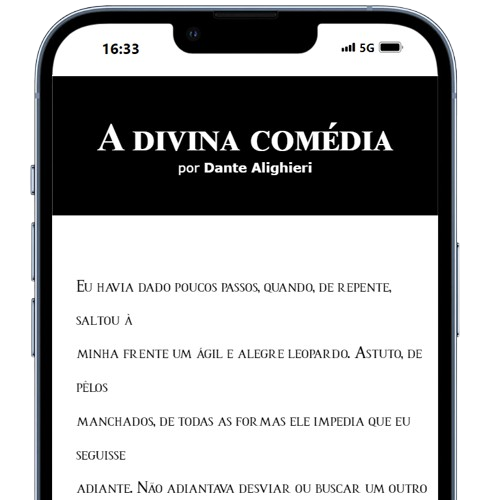 16:33 5G
A DIVINA COMÉDIA
por Dante Alighieri
Eu havia dado poucos passos, quando, de repente,
saltou à
minha frente um ágil e alegre leopardo. Astuto, de
pêlos
manchados, de todas as formas ele impedia que eu
seguisse
adiante. Não adiantava desviar ou buscar um outro